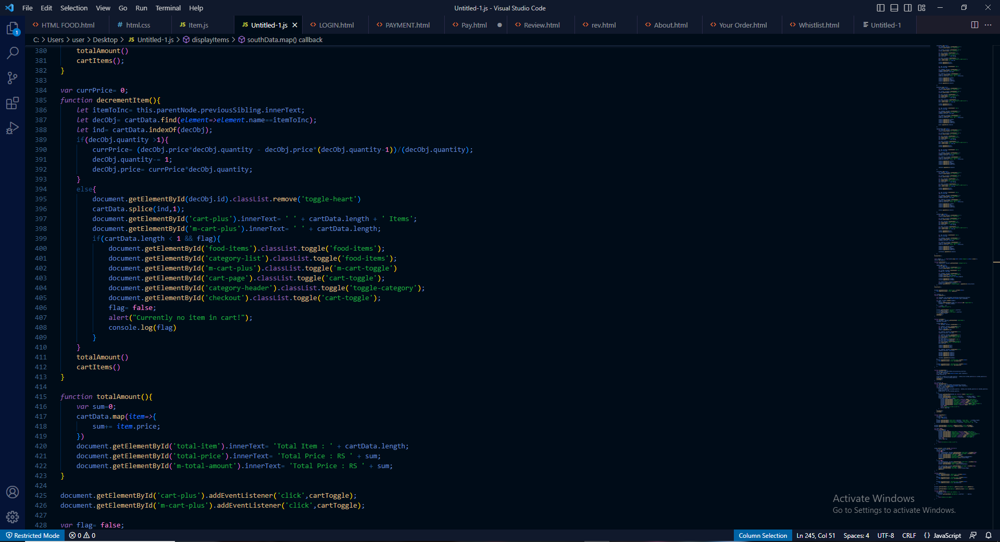 File Edit Selection View Go Run Terminal Help
Untitled-1.js - Visual Studio Code
HTML FOOD.html
# html.css
JS Item.js
JS Untitled-1.js
LOGIN.html
PAYMENT.html
Pay.html
Review.html
rev.html
About.html
Your Order.html
Whistlist.html
Untitled-1
1
C: > Users > user > Desktop > JS Untitled-1.js > displayItems > southData.map() callback
380 totalAmount()
381 cartItems();
382 }
383
384 var currPrice= 0;
385 function decrementItem(){
386 let itemToInc= this.parentNode.previousSibling.innerText;
387 let decObj= cartData.find(element=>element.name==itemToInc);
388 let ind= cartData.indexOf(decObj);
389 if(decObj.quantity >1){
390 currPrice= (decObj.price*decObj.quantity - decObj.price*(decObj.quantity-1))/(decObj.quantity);
391 decObj.quantity-= 1;
392 decObj.price= currPrice*decObj.quantity;
393 }
394 else{
395 document.getElementById(decObj.id).classList.remove('toggle-heart')
396 cartData.splice(ind,1);
397 document.getElementById('cart-plus').innerText= ' ' + cartData.length + ' Items';
398 document.getElementById('m-cart-plus').innerText= ' ' + cartData.length;
399 if(cartData.length < 1 && flag){
400 document.getElementById('food-items').classList.toggle('food-items');
401 document.getElementById('category-list').classList.toggle('food-items');
402 document.getElementById('m-cart-plus').classList.toggle('m-cart-toggle')
403 document.getElementById('cart-page').classList.toggle('cart-toggle');
404 document.getElementById('category-header').classList.toggle('toggle-category');
405 document.getElementById('checkout').classList.toggle('cart-toggle');
406 flag= false;
407 alert("Currently no item in cart!");
408 console.log(flag)
409 }
410 }
411 totalAmount()
412 cartItems()
413 }
414
415 function totalAmount(){
416 var sum=0;
417 cartData.map(item=>{
418 sum+= item.price;
419 })
420 document.getElementById('total-item').innerText= 'Total Item : ' + cartData.length;
421 document.getElementById('total-price').innerText= 'Total Price : RS ' + sum;
422 document.getElementById('m-total-amount').innerText= 'Total Price : RS ' + sum;
423 }
424
425 document.getElementById('cart-plus').addEventListener('click',cartToggle);
426 document.getElementById('m-cart-plus').addEventListener('click',cartToggle);
427
428 var flag= false;
Activate Windows
Go to Settings to activate Windows.
Restricted Mode 0 0
Column Selection Ln 245, Col 51 Spaces: 4 UTF-8 CRLF {} JavaScript